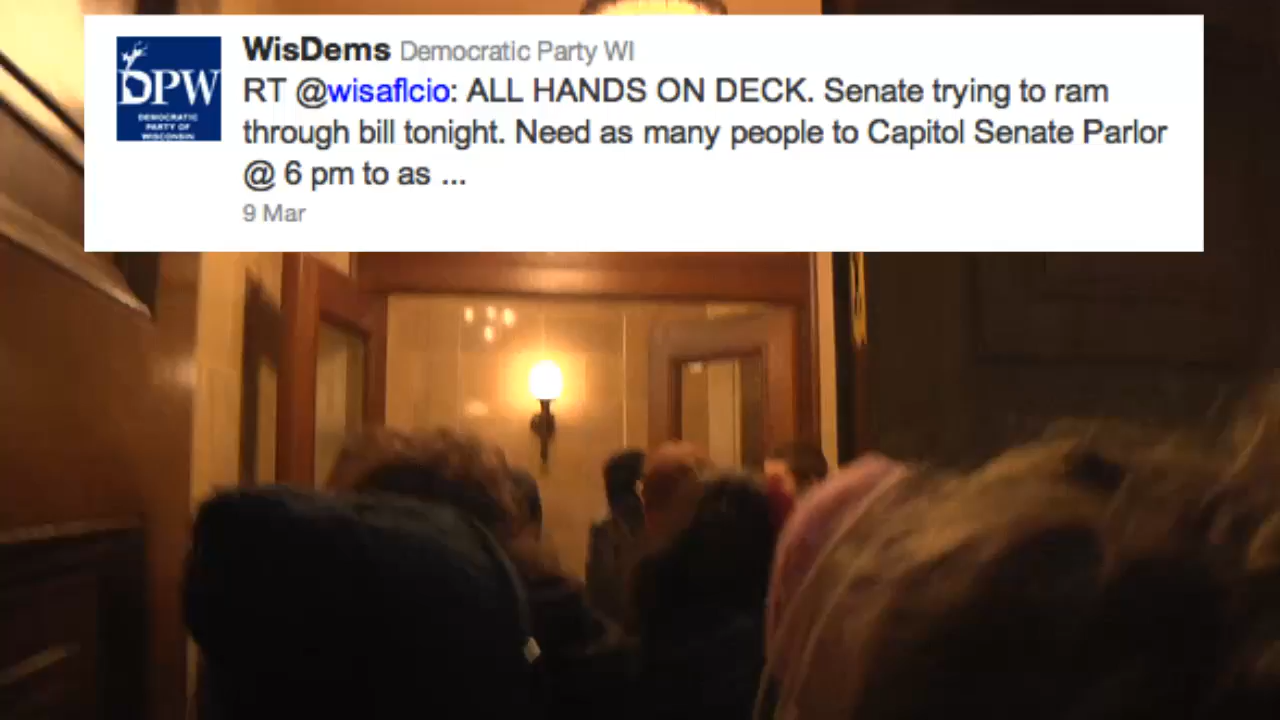 WisDems Democratic Party WI
RT @wisaflcio: ALL HANDS ON DECK. Senate trying to ram
through bill tonight. Need as many people to Capitol Senate Parlor
@ 6 pm to as ...
9 Mar
DPW
DEMOCRATIC
PARTY OF
WISCONSIN